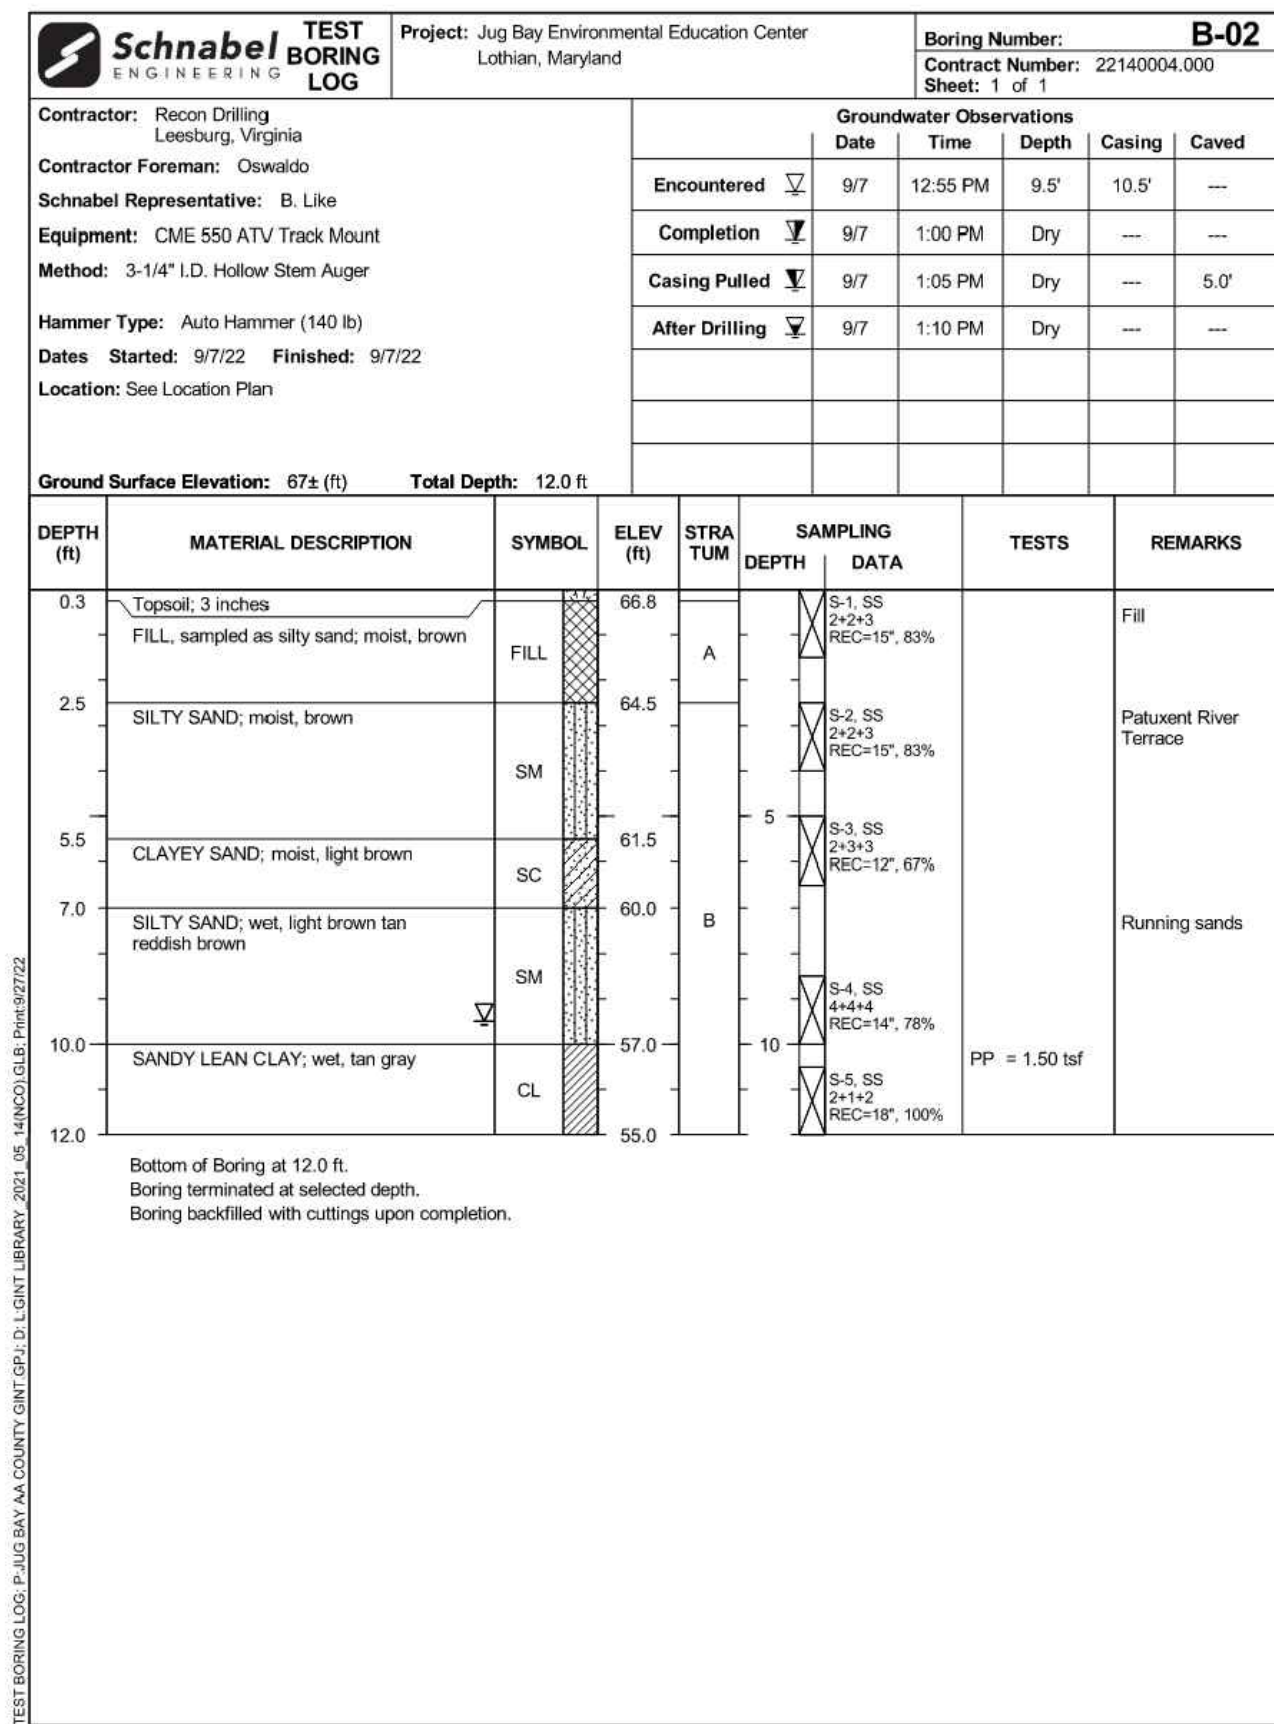 Schnabel
ENGINEERING
TEST
BORING
LOG
Project: Jug Bay Environmental Education Center
Lothian, Maryland
Boring Number: B-02
Contract Number: 22140004.000
Sheet: 1 of 1
Contractor: Recon Drilling
Leesburg, Virginia
Contractor Foreman: Oswaldo
Schnabel Representative: B. Like
Equipment: CME 550 ATV Track Mount
Method: 3-1/4" I.D. Hollow Stem Auger
Hammer Type: Auto Hammer (140 lb)
Dates Started: 9/7/22 Finished: 9/7/22
Location: See Location Plan
Ground Surface Elevation: 67± (ft) Total Depth: 12.0 ft
Groundwater Observations
Date Time Depth Casing Caved
Encountered 9/7 12:55 PM 9.5' 10.5' ---
Completion 9/7 1:00 PM Dry --- ---
Casing Pulled 9/7 1:05 PM Dry --- 5.0'
After Drilling 9/7 1:10 PM Dry --- ---
DEPTH
(ft)
MATERIAL DESCRIPTION
SYMBOL
ELEV
(ft)
STRA
TUM
SAMPLING
DEPTH DATA
TESTS
REMARKS
0.3 Topsoil; 3 inches 66.8
FILL, sampled as silty sand; moist, brown
FILL
A
S-1, SS
2+2+3
REC=15", 83%
Fill
2.5 64.5
SILTY SAND; moist, brown
SM
S-2, SS
2+2+3
REC=15", 83%
Patuxent River
Terrace
5
5.5 61.5
CLAYEY SAND; moist, light brown
SC
S-3, SS
2+3+3
REC=12", 67%
7.0 60.0
SILTY SAND; wet, light brown tan
reddish brown
SM
B
Running sands
S-4, SS
4+4+4
REC=14", 78%
10.0 57.0 10
SANDY LEAN CLAY; wet, tan gray
CL
PP = 1.50 tsf
S-5, SS
2+1+2
REC=18", 100%
12.0 55.0
Bottom of Boring at 12.0 ft.
Boring terminated at selected depth.
Boring backfilled with cuttings upon completion.
TEST BORING LOG; P:JUG BAY AA COUNTY GINT.GPJ; D: L:GINT LIBRARY_2021_05_14(NCO).GLB; Print:9/27/22